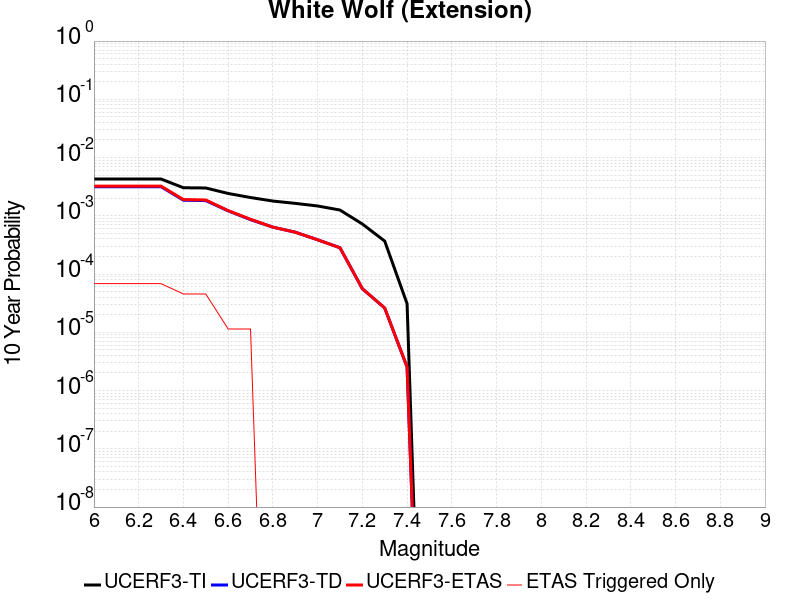 White Wolf (Extension)
10^0
10^-1
10^-2
10^-3
10^-4
10^-5
10^-6
10^-7
10^-8
10 Year Probability
6 6.2 6.4 6.6 6.8 7 7.2 7.4 7.6 7.8 8 8.2 8.4 8.6 8.8 9
Magnitude
UCERF3-TI UCERF3-TD UCERF3-ETAS ETAS Triggered Only